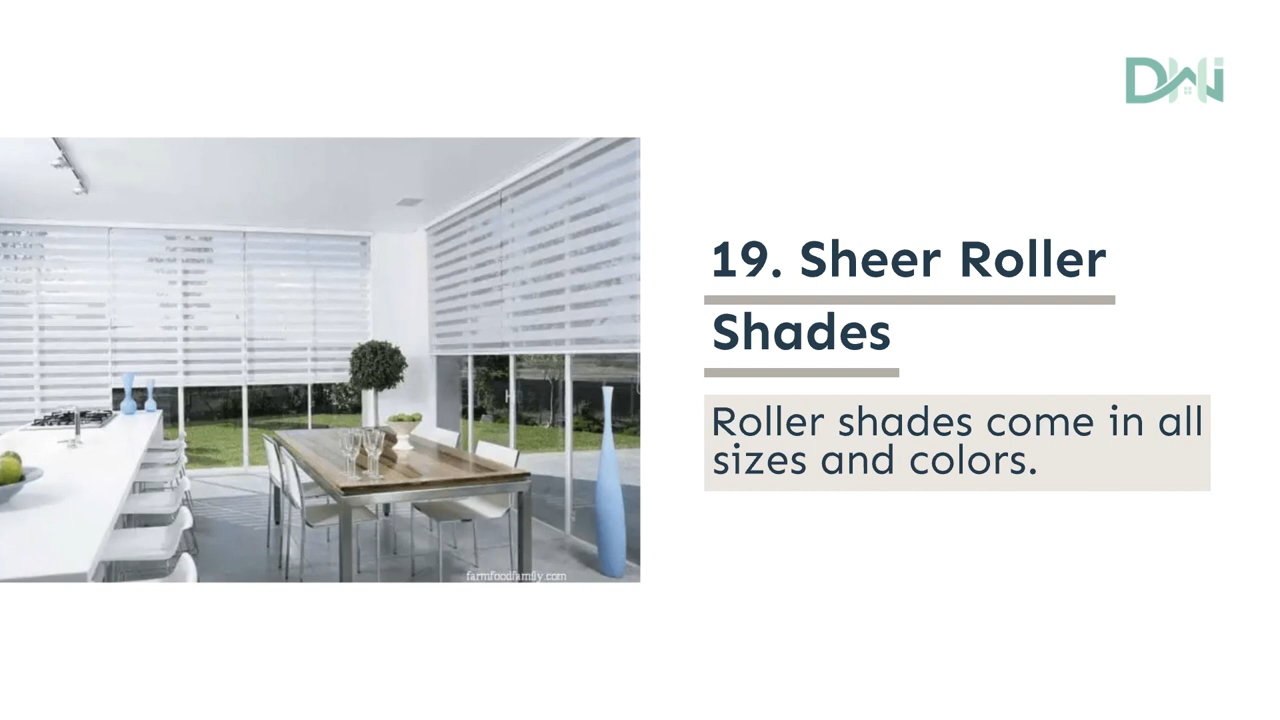 DHi
19. Sheer Roller
Shades
Roller shades come in all
sizes and colors.
farmfoodfamily.com